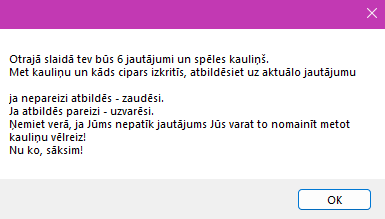 Otrajā slaidā tev būs 6 jautājumi un spēles kauliņš.
Met kauliņu un kāds cipars izkritīs, atbildēsiet uz aktuālo jautājumu
ja nepareizi atbildēs - zaudēsi.
Ja atbildēs pareizi - uzvarēsi.
Ņemiet verā, ja Jūms nepatīk jautājums Jūs varat to nomainīt metot
kauliņu vēlreiz!
Nu ko, sāksim!
OK